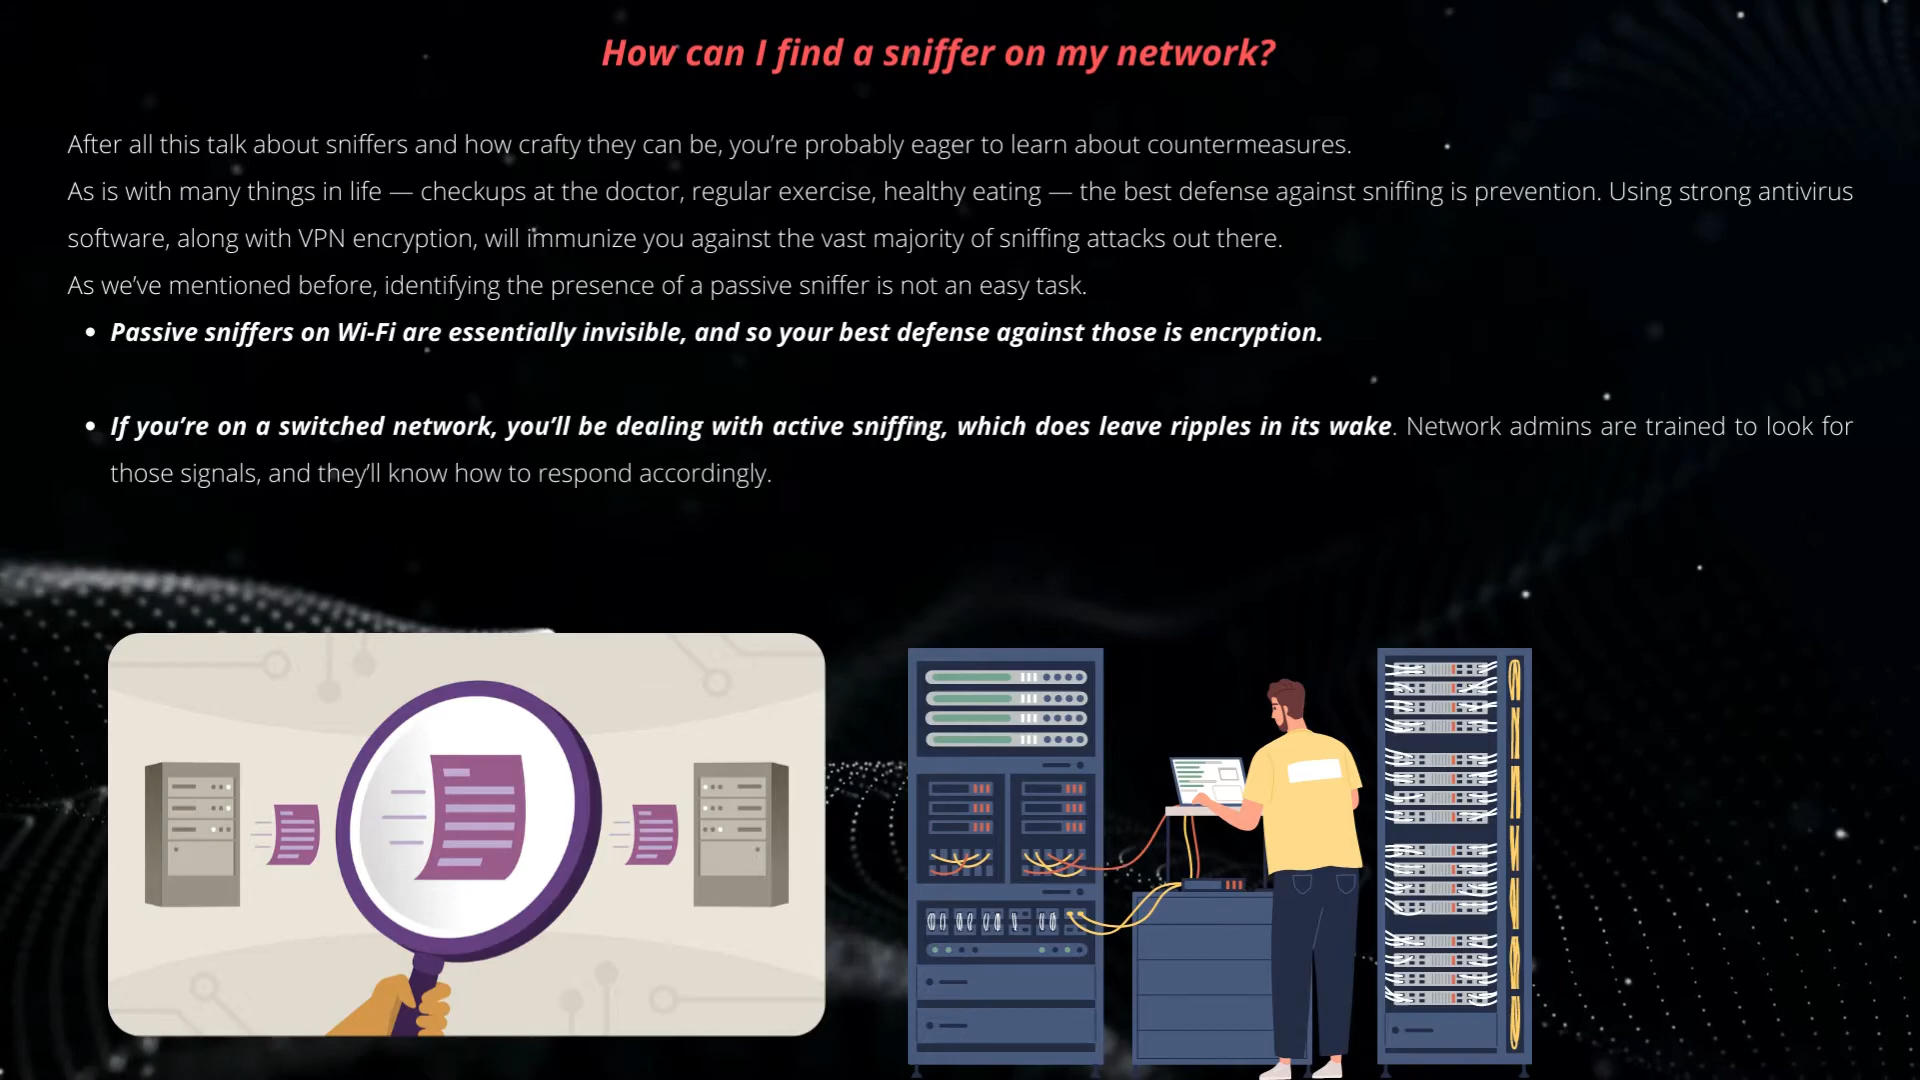 How can I find a sniffer on my network?
After all this talk about sniffers and how crafty they can be, you’re probably eager to learn about countermeasures.
As is with many things in life — checkups at the doctor, regular exercise, healthy eating — the best defense against sniffing is prevention. Using strong antivirus
software, along with VPN encryption, will immunize you against the vast majority of sniffing attacks out there.
As we’ve mentioned before, identifying the presence of a passive sniffer is not an easy task.
• Passive sniffers on Wi-Fi are essentially invisible, and so your best defense against those is encryption.
• If you’re on a switched network, you’ll be dealing with active sniffing, which does leave ripples in its wake. Network admins are trained to look for
those signals, and they’ll know how to respond accordingly.